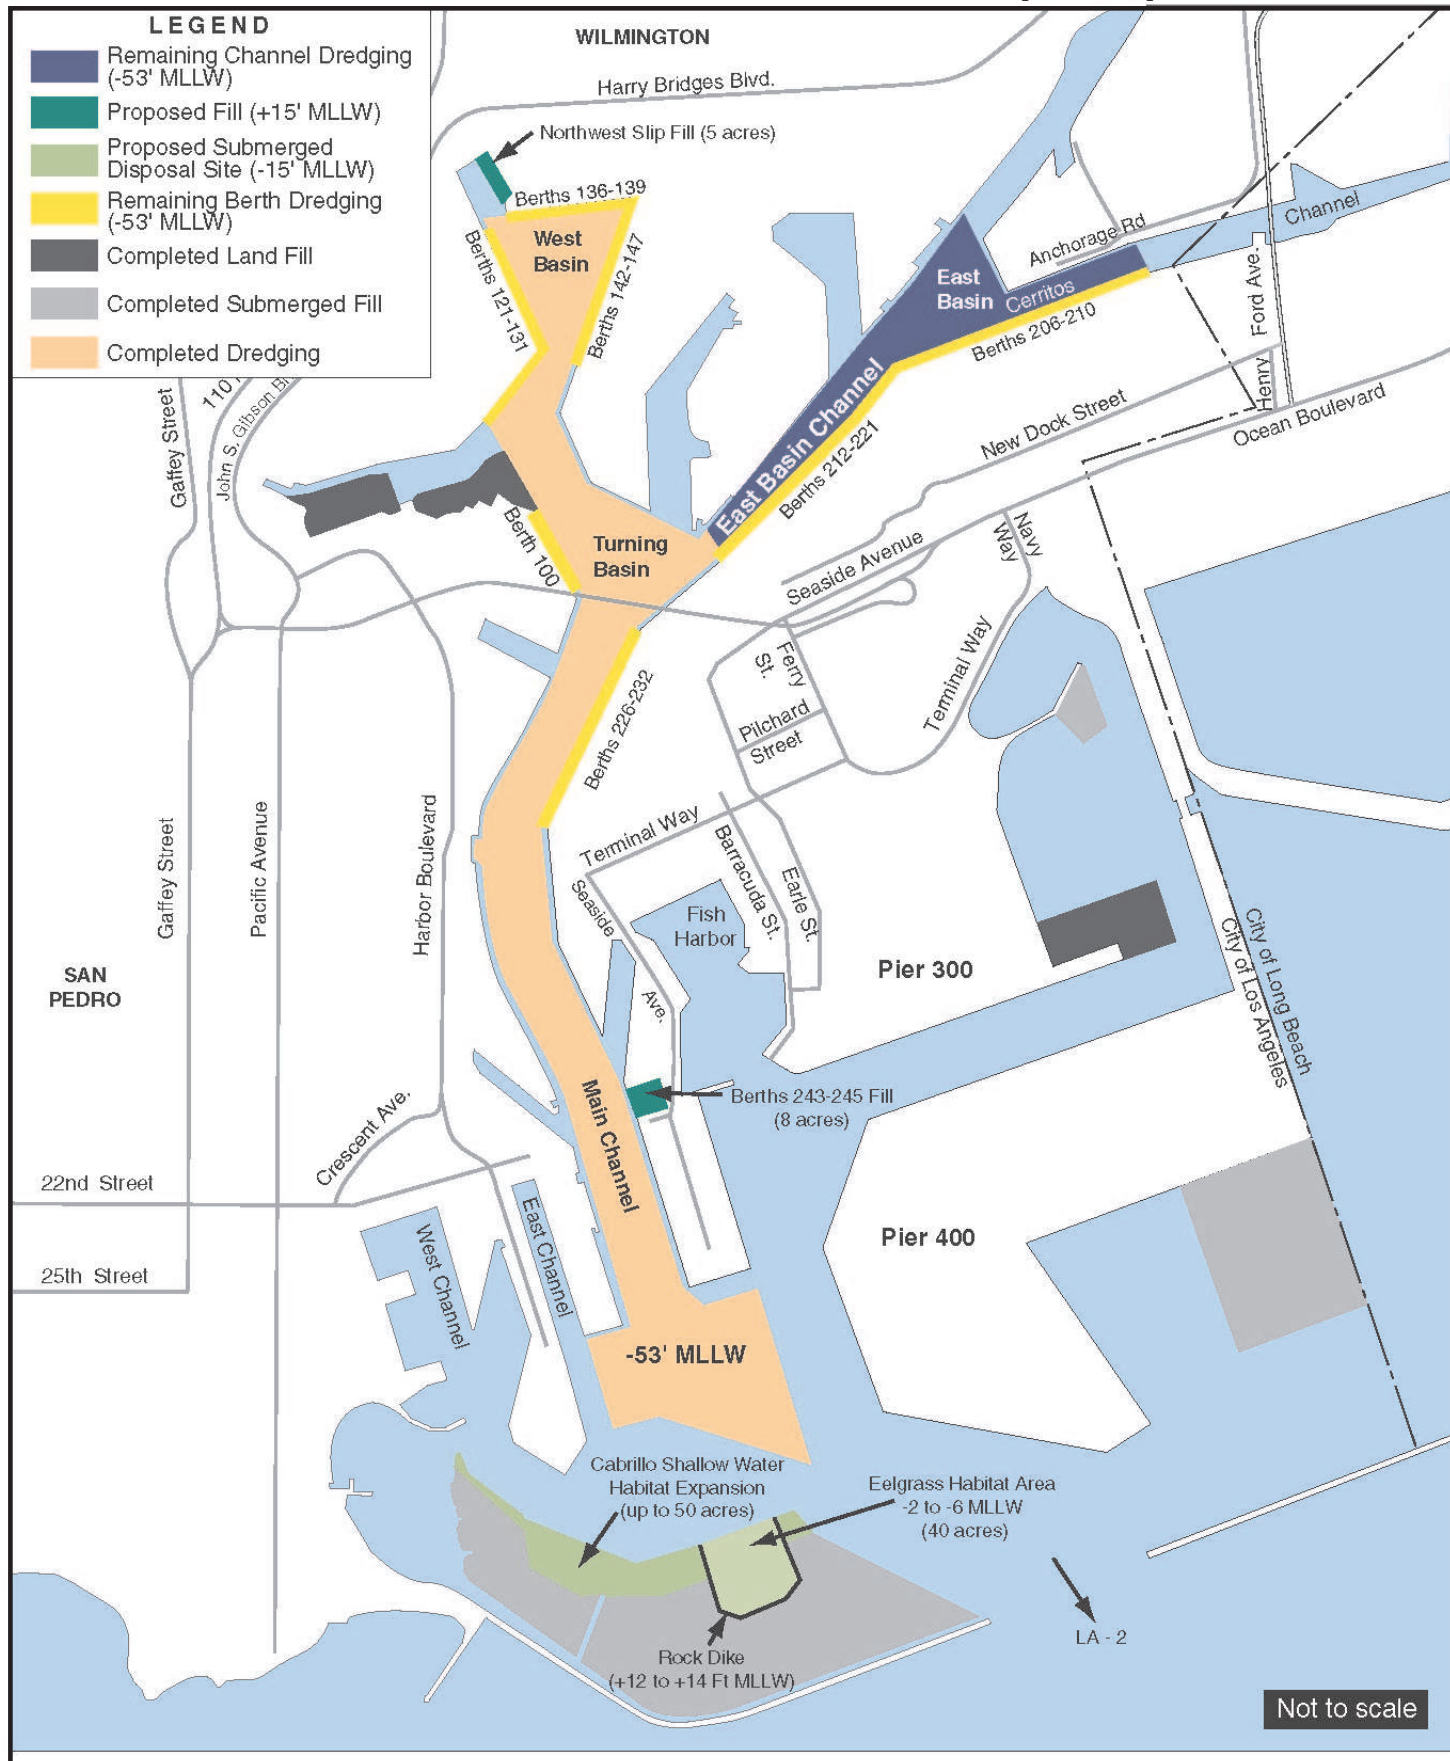 LEGEND
Remaining Channel Dredging
(-53' MLLW)
Proposed Fill (+15' MLLW)
Proposed Submerged
Disposal Site (-15' MLLW)
Remaining Berth Dredging
(-53' MLLW)
Completed Land Fill
Completed Submerged Fill
Completed Dredging
WILMINGTON
Harry Bridges Blvd.
Northwest Slip Fill (5 acres)
Berths 136-139
West
Basin
Berths 121-131
Berths 142-147
East
Basin
Cerritos
Channel
Anchorage Rd
Berths 206-210
Henry Ford Ave.
East Basin Channel
Berths 212-221
New Dock Street
Ocean Boulevard
Gaffey Street
110
John S. Gibson
Berth 100
Turning
Basin
Seaside Avenue
Navy
Way
Ferry
St.
Terminal Way
Pilchard
Street
Berths 226-232
Terminal Way
Barracuda St.
Earle St.
Seaside
Ave.
Fish
Harbor
Pier 300
City of Long Beach
City of Los Angeles
Gaffey Street
Pacific Avenue
Harbor Boulevard
SAN
PEDRO
Main Channel
Berths 243-245 Fill
(8 acres)
Crescent Ave.
22nd Street
25th Street
West Channel
East Channel
Pier 400
-53' MLLW
Cabrillo Shallow Water
Habitat Expansion
(up to 50 acres)
Eelgrass Habitat Area
-2 to -6 MLLW
(40 acres)
LA - 2
Rock Dike
(+12 to +14 Ft MLLW)
Not to scale